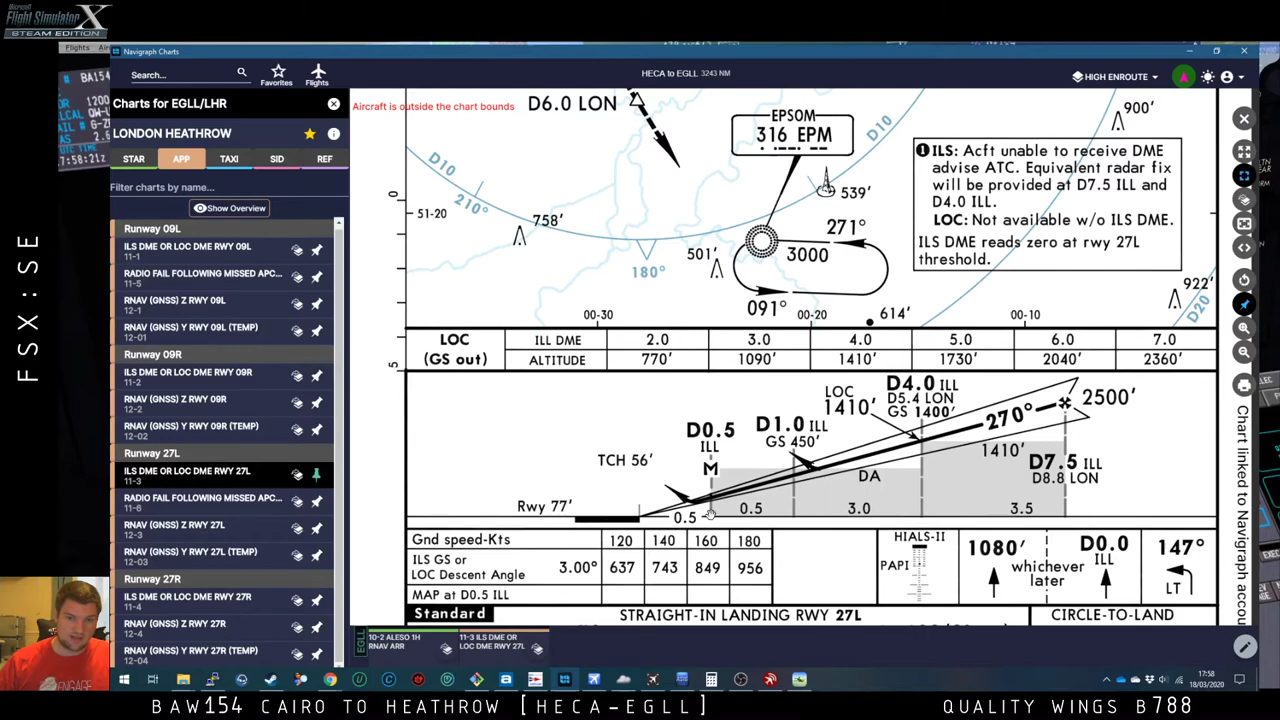 Microsoft
Flight Simulator
STEAM EDITION
Flights
BA154
1200
17:58:21z
FSX:SE
Navigraph Charts
Search...
Favorites
Flights
HECA to EGLL 3243 NM
HIGH ENROUTE
Charts for EGLL/LHR
LONDON HEATHROW
STAR APP TAXI SID REF
Filter charts by name...
Show Overview
Runway 09L
ILS DME OR LOC DME RWY 09L
11-1
RADIO FAIL FOLLOWING MISSED APC...
11-5
RNAV (GNSS) Z RWY 09L
12-1
RNAV (GNSS) Y RWY 09L (TEMP)
12-01
Runway 09R
ILS DME OR LOC DME RWY 09R
11-2
RNAV (GNSS) Z RWY 09R
12-2
RNAV (GNSS) Y RWY 09R (TEMP)
12-02
Runway 27L
ILS DME OR LOC DME RWY 27L
11-3
RADIO FAIL FOLLOWING MISSED APC...
11-6
RNAV (GNSS) Z RWY 27L
12-3
RNAV (GNSS) Y RWY 27L (TEMP)
12-03
Runway 27R
ILS DME OR LOC DME RWY 27R
11-4
RNAV (GNSS) Z RWY 27R
12-4
RNAV (GNSS) Y RWY 27R (TEMP)
12-04
Aircraft is outside the chart bounds
D6.0 LON
EPSOM
316 EPM
D10
900'
D10
210°
539'
51-20
758'
180°
501'
3000
271°
091°
00-30
00-20
614'
00-10
922'
D20
0
5
1 ILS: Acft unable to receive DME
advise ATC. Equivalent radar fix
will be provided at D7.5 ILL and
D4.0 ILL.
LOC: Not available w/o ILS DME.
ILS DME reads zero at rwy 27L
threshold.
LOC ILL DME 2.0 3.0 4.0 5.0 6.0 7.0
(GS out) ALTITUDE 770' 1090' 1410' 1730' 2040' 2360'
D4.0 ILL
D5.4 LON
GS 1400'
LOC
1410'
270°
2500'
D1.0 ILL
GS 450'
D0.5
ILL
M
TCH 56'
1410'
D7.5 ILL
D8.8 LON
DA
Rwy 77'
0.5 0.5 3.0 3.5
Gnd speed-Kts 120 140 160 180
ILS GS or
LOC Descent Angle 3.00° 637 743 849 956
MAP at D0.5 ILL
HIALS-II
PAPI
1080'
whichever
later
D0.0
ILL
147°
LT
Standard STRAIGHT-IN LANDING RWY 27L CIRCLE-TO-LAND
Chart linked to Navigraph accou
EGLL
10-2 ALESO 1H
RNAV ARR
11-3 ILS DME OR
LOC DME RWY 27L
17:58
18/03/2020
ENGAGE
BAW154 CAIRO TO HEATHROW [HECA-EGLL]
QUALITY WINGS B788